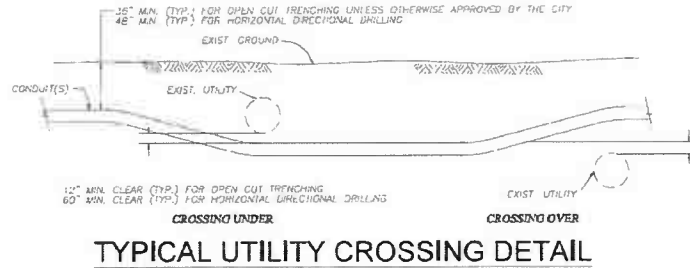 36" MIN. (TYP.) FOR OPEN CUT TRENCHING UNLESS OTHERWISE APPROVED BY THE CITY
48" MIN. (TYP.) FOR HORIZONTAL DIRECTIONAL DRILLING
EXIST GROUND
CONDUIT(S)
EXIST. UTILITY
12" MIN. CLEAR (TYP.) FOR OPEN CUT TRENCHING
60" MIN. CLEAR (TYP.) FOR HORIZONTAL DIRECTIONAL DRILLING
EXIST UTILITY
CROSSING UNDER
CROSSING OVER
TYPICAL UTILITY CROSSING DETAIL